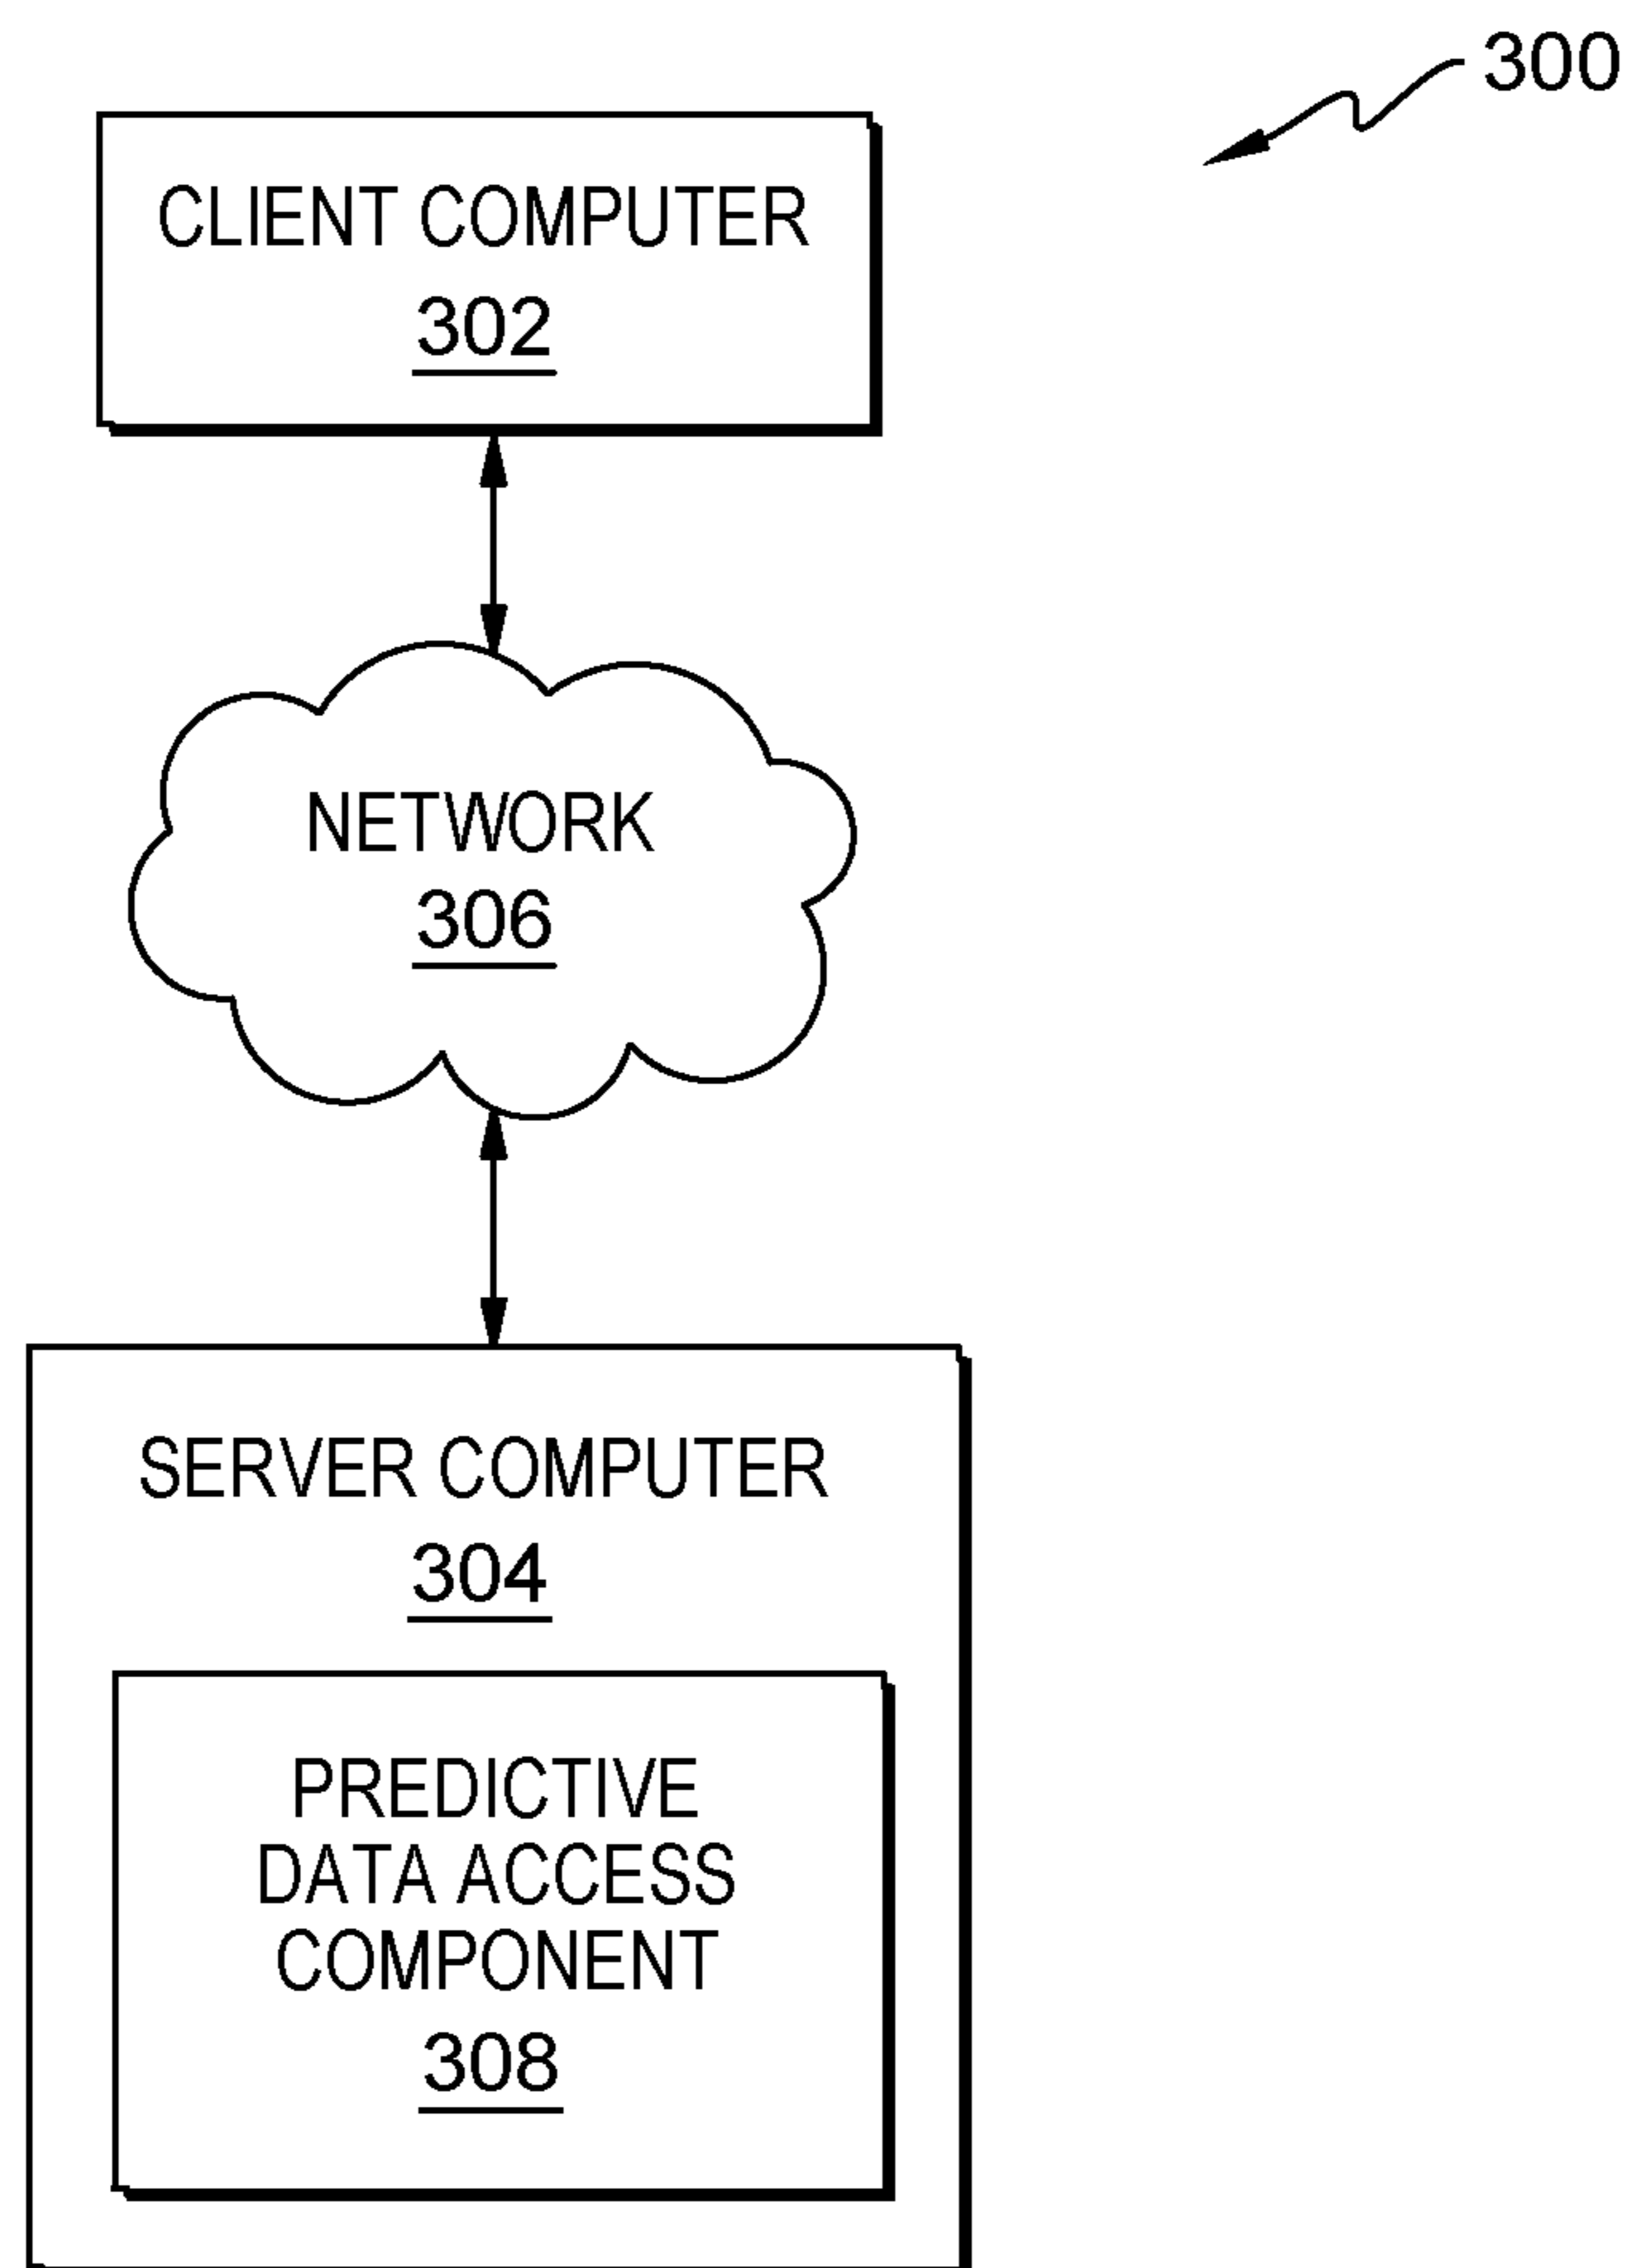 300
CLIENT COMPUTER
302
NETWORK
306
SERVER COMPUTER
304
PREDICTIVE
DATA ACCESS
COMPONENT
308